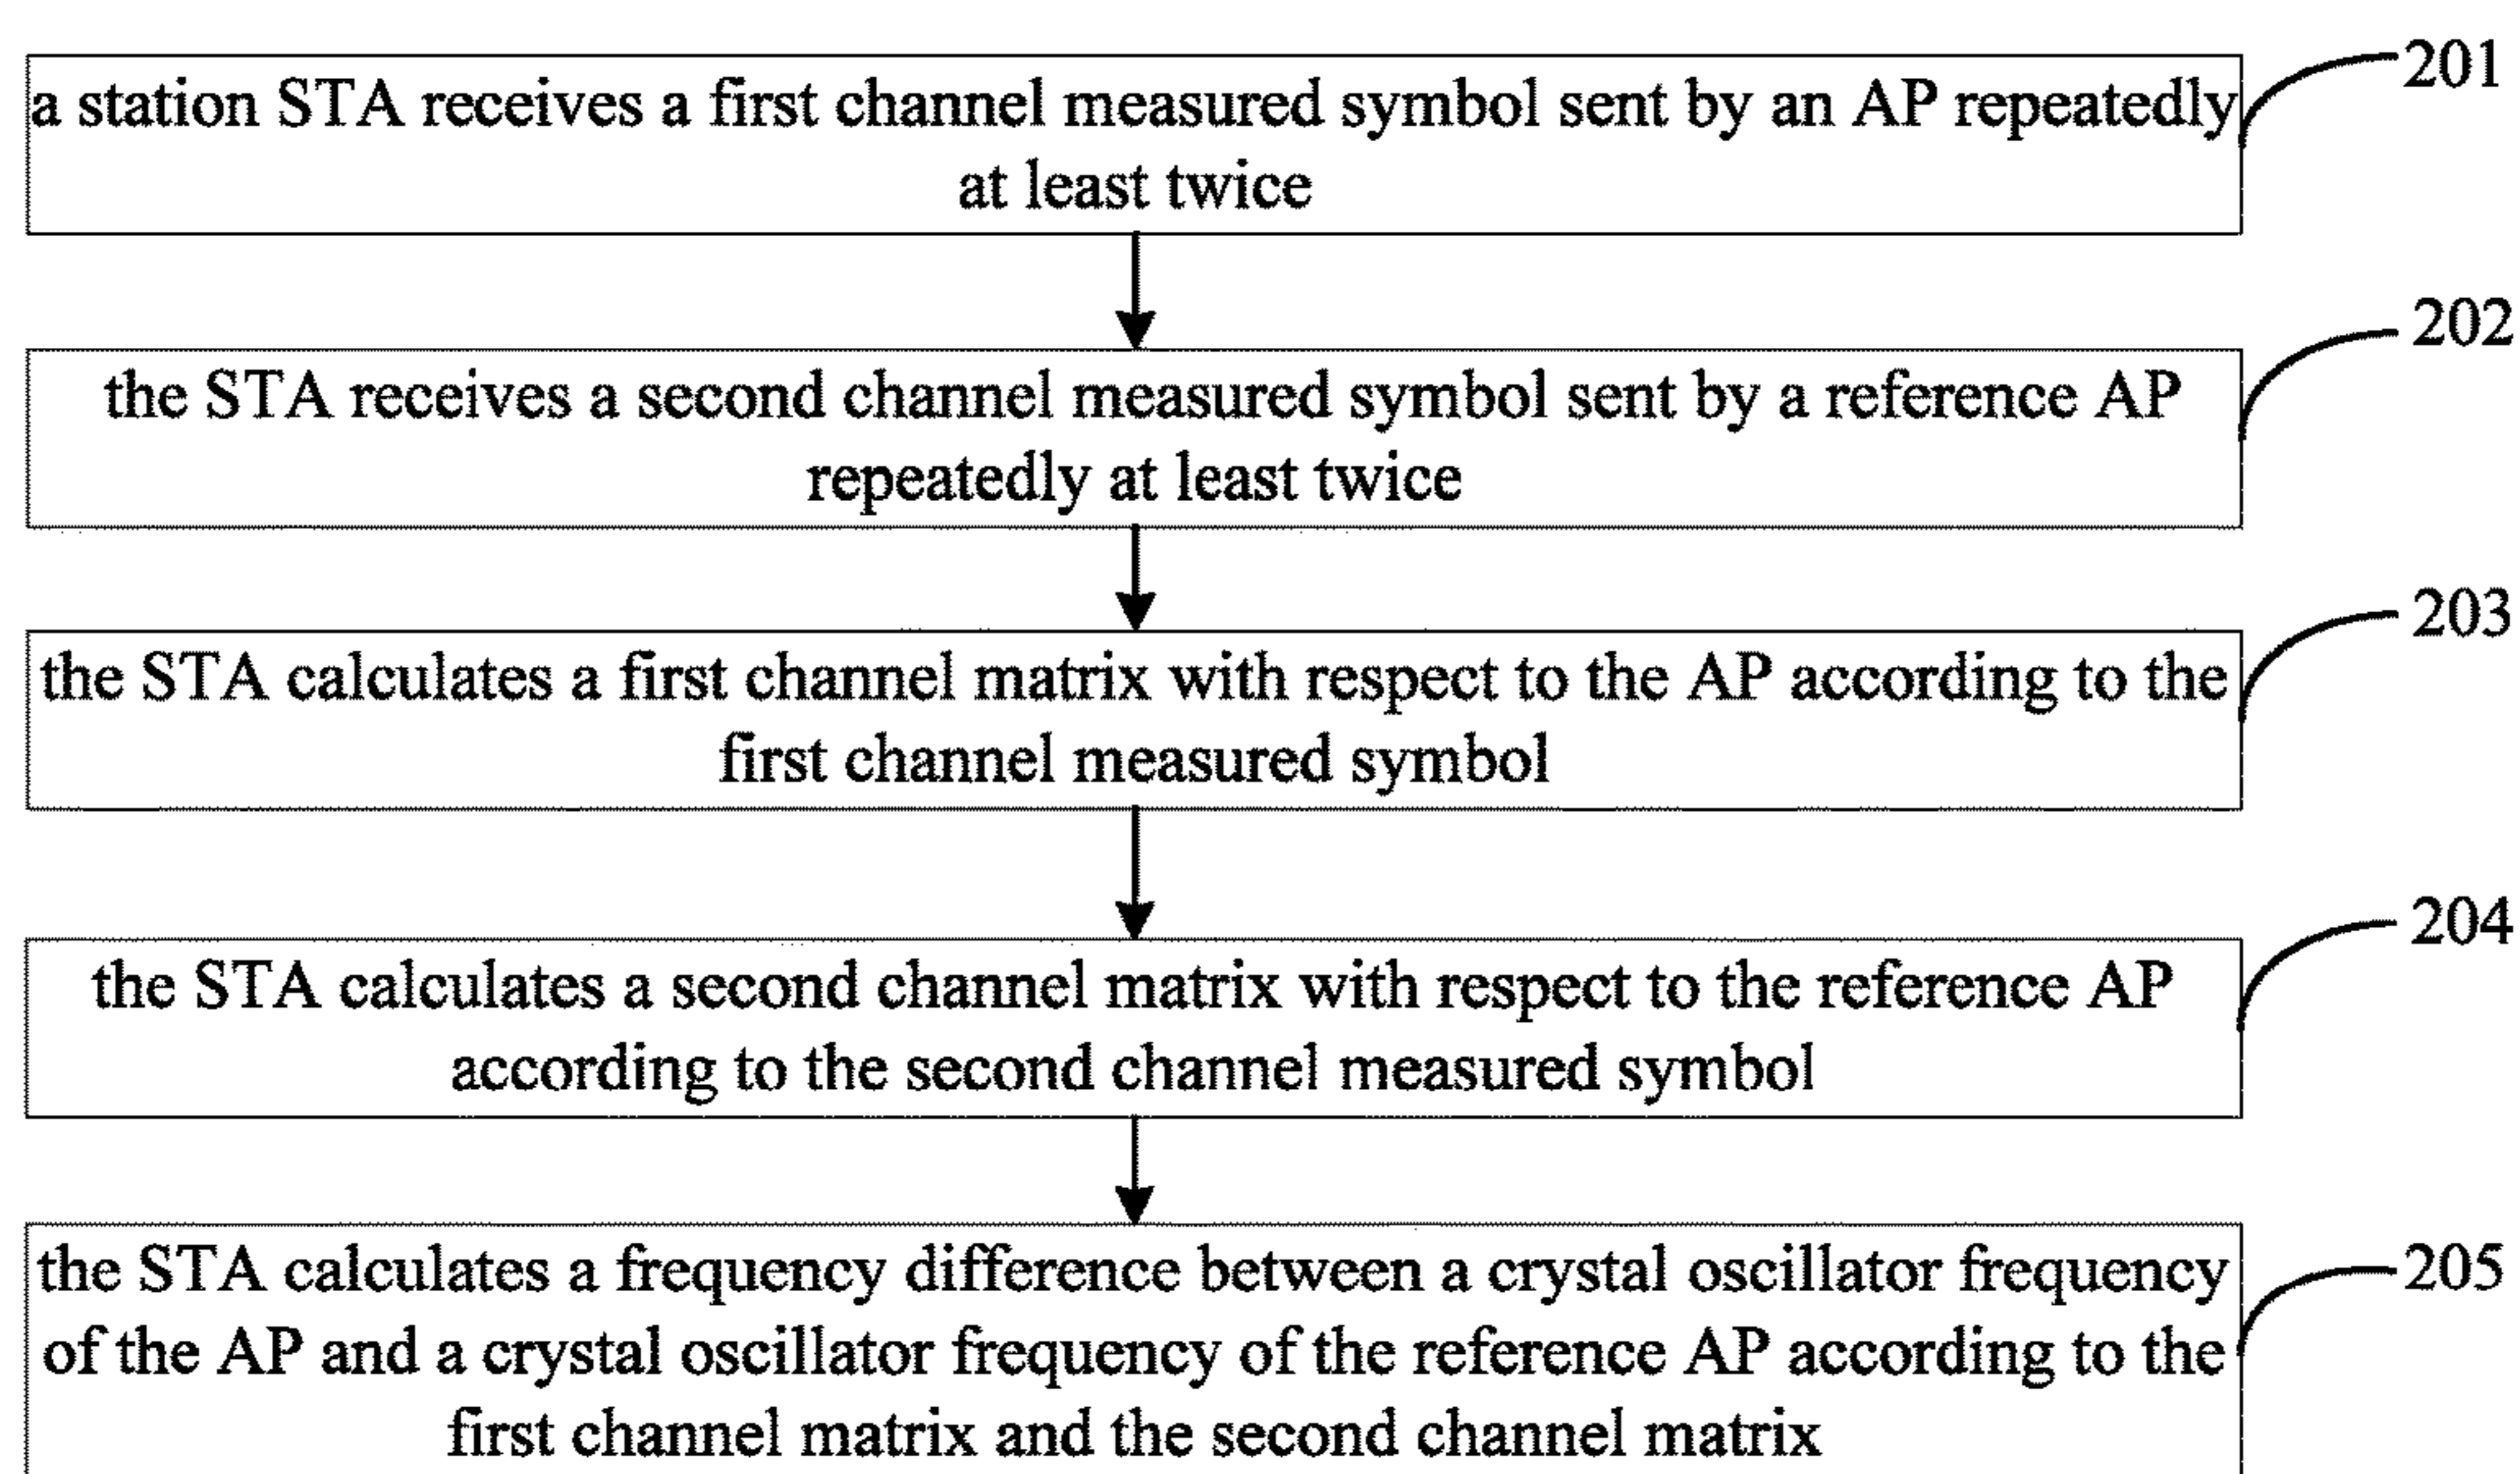 201
a station STA receives a first channel measured symbol sent by an AP repeatedly
at least twice
202
the STA receives a second channel measured symbol sent by a reference AP
repeatedly at least twice
203
the STA calculates a first channel matrix with respect to the AP according to the
first channel measured symbol
204
the STA calculates a second channel matrix with respect to the reference AP
according to the second channel measured symbol
205
the STA calculates a frequency difference between a crystal oscillator frequency
of the AP and a crystal oscillator frequency of the reference AP according to the
first channel matrix and the second channel matrix